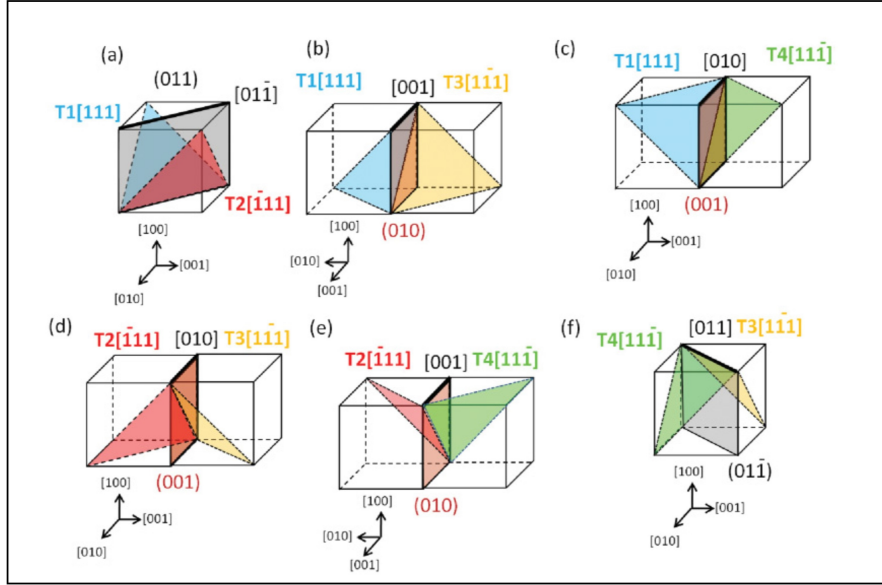 (a)
(011)
[011̄]
T1[111]
T2[1̄11]
[100]
[001]
[010]
(b)
T1[111]
[001]
T3[11̄1]
(010)
[100]
[010]
[001]
(c)
T1[111]
[010]
T4[111̄]
(001)
[100]
[001]
[010]
(d)
T2[1̄11]
[010]
T3[11̄1]
(001)
[100]
[001]
[010]
(e)
T2[1̄11]
[001]
T4[111̄]
(010)
[100]
[010]
[001]
(f)
T4[111̄]
[011]
T3[11̄1]
(011̄)
[100]
[001]
[010]